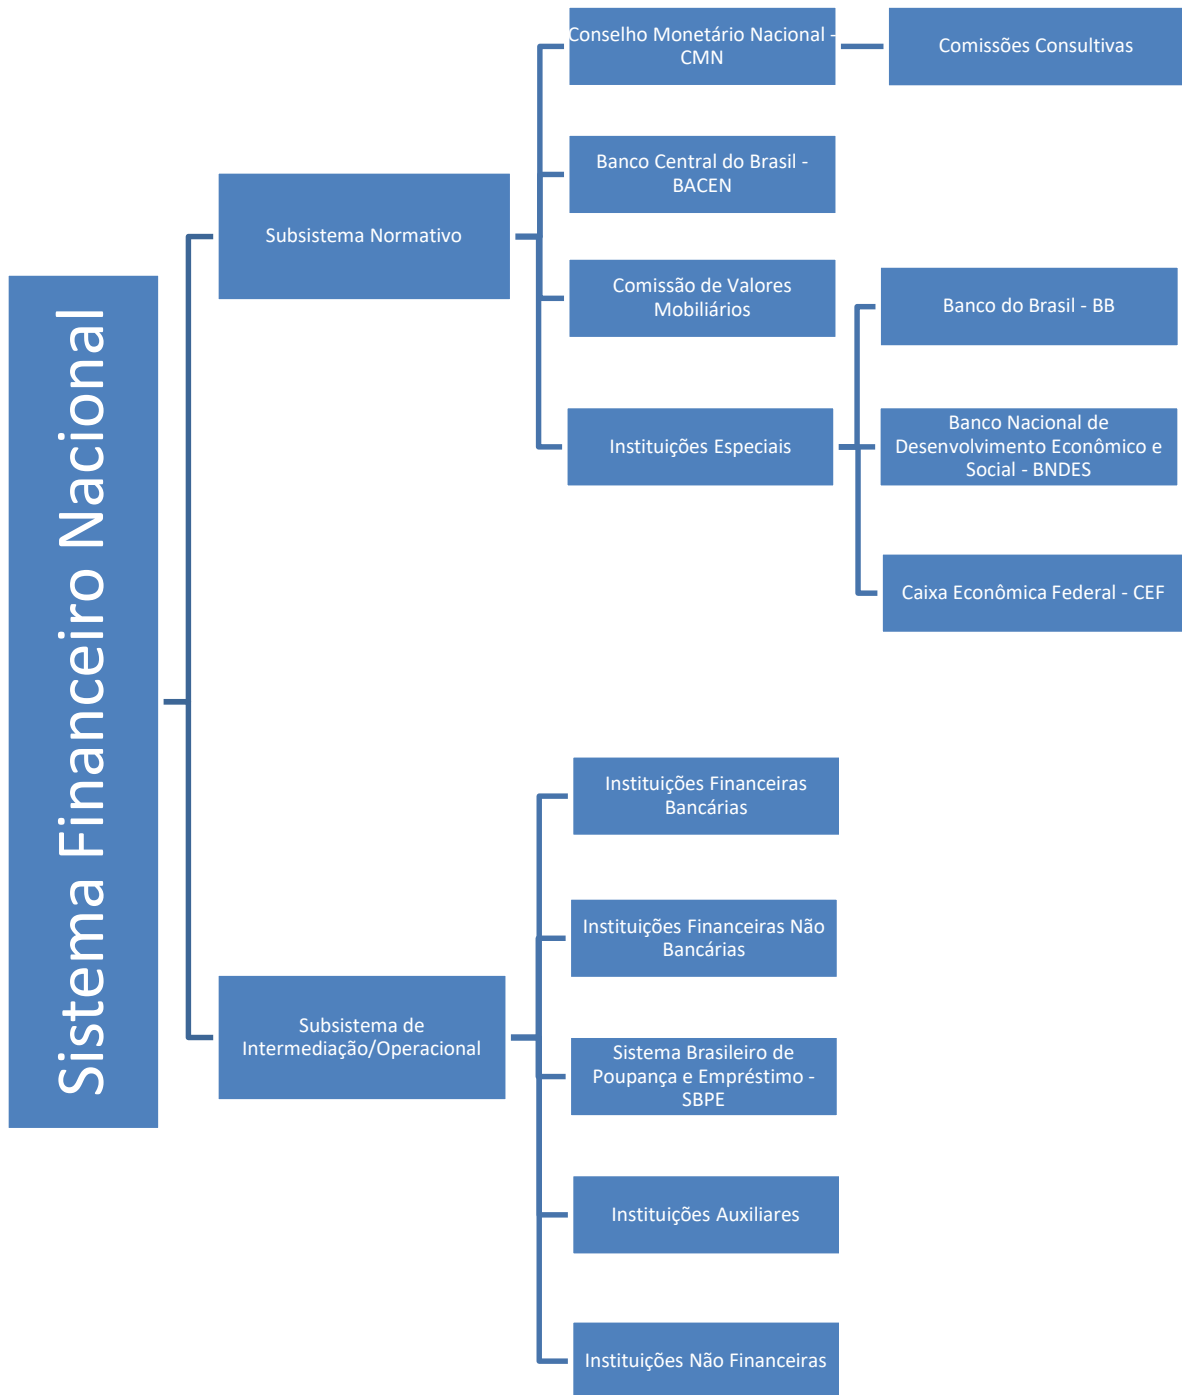 Sistema Financeiro Nacional
Subsistema Normativo
Conselho Monetário Nacional -
CMN
Comissões Consultivas
Banco Central do Brasil -
BACEN
Comissão de Valores
Mobiliários
Instituições Especiais
Banco do Brasil - BB
Banco Nacional de
Desenvolvimento Econômico e
Social - BNDES
Caixa Econômica Federal - CEF
Subsistema de
Intermediação/Operacional
Instituições Financeiras
Bancárias
Instituições Financeiras Não
Bancárias
Sistema Brasileiro de
Poupança e Empréstimo -
SBPE
Instituições Auxiliares
Instituições Não Financeiras